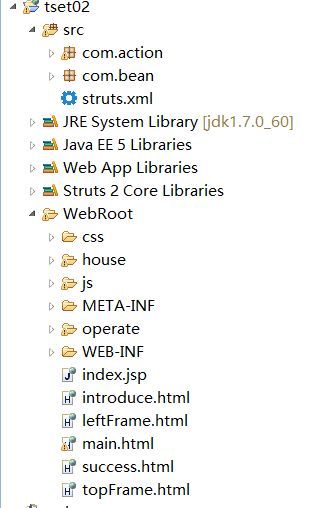 tset02
src
com.action
com.bean
struts.xml
JRE System Library [jdk1.7.0_60]
Java EE 5 Libraries
Web App Libraries
Struts 2 Core Libraries
WebRoot
css
house
js
META-INF
operate
WEB-INF
index.jsp
introduce.html
leftFrame.html
main.html
success.html
topFrame.html